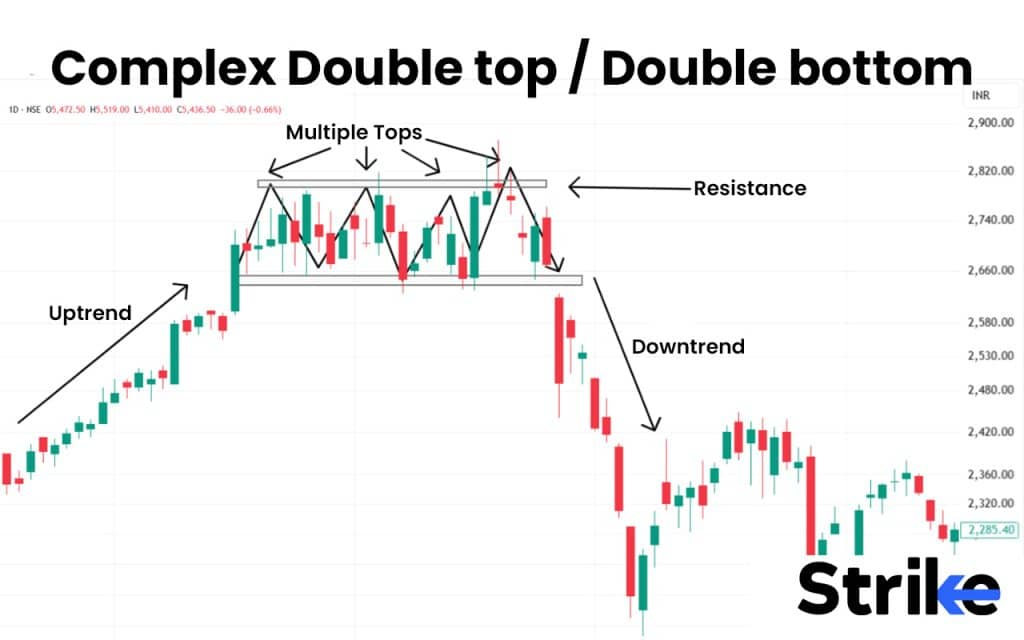 Complex Double top / Double bottom
1D - NSE O5,472.50 H5,519.00 L5,410.00 C5,436.50 -36.00 (-0.66%)
INR
Multiple Tops
2,900.00
2,820.00
Resistance
2,740.00
2,660.00
Uptrend
2,580.00
Downtrend
2,530.00
2,480.00
2,420.00
2,360.00
2,320.00
2,285.40
Strike